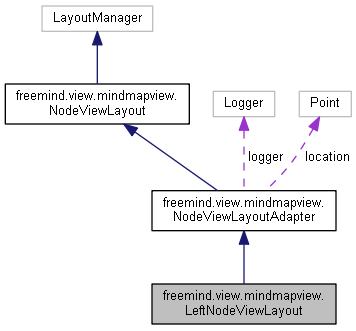 LayoutManager
freemind.view.mindmapview.
NodeViewLayout
Logger
Point
logger
location
freemind.view.mindmapview.
NodeViewLayoutAdapter
freemind.view.mindmapview.
LeftNodeViewLayout